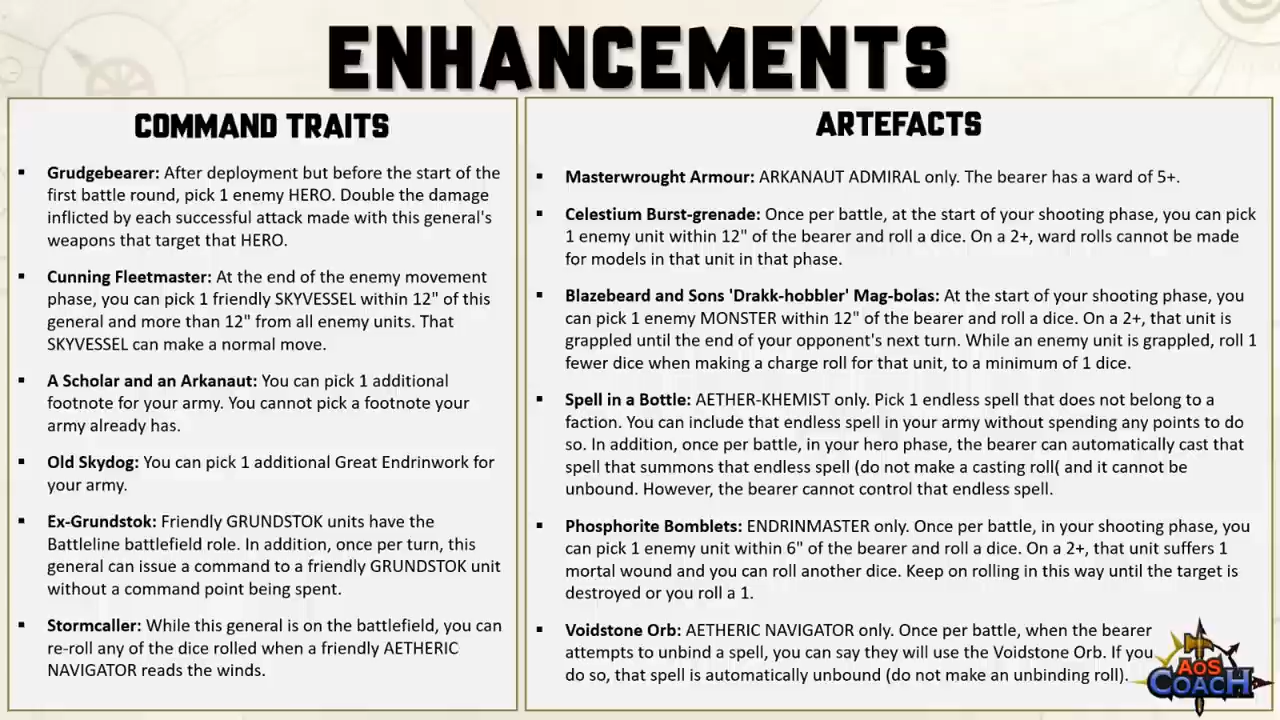 ENHANCEMENTS
COMMAND TRAITS
▪ Grudgebearer: After deployment but before the start of the
first battle round, pick 1 enemy HERO. Double the damage
inflicted by each successful attack made with this general's
weapons that target that HERO.
▪ Cunning Fleetmaster: At the end of the enemy movement
phase, you can pick 1 friendly SKYVESSEL within 12" of this
general and more than 12" from all enemy units. That
SKYVESSEL can make a normal move.
▪ A Scholar and an Arkanaut: You can pick 1 additional
footnote for your army. You cannot pick a footnote your
army already has.
▪ Old Skydog: You can pick 1 additional Great Endrinwork for
your army.
▪ Ex-Grundstok: Friendly GRUNDSTOK units have the
Battleline battlefield role. In addition, once per turn, this
general can issue a command to a friendly GRUNDSTOK unit
without a command point being spent.
▪ Stormcaller: While this general is on the battlefield, you can
re-roll any of the dice rolled when a friendly AETHERIC
NAVIGATOR reads the winds.
ARTEFACTS
▪ Masterwrought Armour: ARKANAUT ADMIRAL only. The bearer has a ward of 5+.
▪ Celestium Burst-grenade: Once per battle, at the start of your shooting phase, you can pick
1 enemy unit within 12" of the bearer and roll a dice. On a 2+, ward rolls cannot be made
for models in that unit in that phase.
▪ Blazebeard and Sons 'Drakk-hobbler' Mag-bolas: At the start of your shooting phase, you
can pick 1 enemy MONSTER within 12" of the bearer and roll a dice. On a 2+, that unit is
grappled until the end of your opponent's next turn. While an enemy unit is grappled, roll 1
fewer dice when making a charge roll for that unit, to a minimum of 1 dice.
▪ Spell in a Bottle: AETHER-KHEMIST only. Pick 1 endless spell that does not belong to a
faction. You can include that endless spell in your army without spending any points to do
so. In addition, once per battle, in your hero phase, the bearer can automatically cast that
spell that summons that endless spell (do not make a casting roll( and it cannot be
unbound. However, the bearer cannot control that endless spell.
▪ Phosphorite Bomblets: ENDRINMASTER only. Once per battle, in your shooting phase, you
can pick 1 enemy unit within 6" of the bearer and roll a dice. On a 2+, that unit suffers 1
mortal wound and you can roll another dice. Keep on rolling in this way until the target is
destroyed or you roll a 1.
▪ Voidstone Orb: AETHERIC NAVIGATOR only. Once per battle, when the bearer
attempts to unbind a spell, you can say they will use the Voidstone Orb. If you
do so, that spell is automatically unbound (do not make an unbinding roll).
AOS
COACH